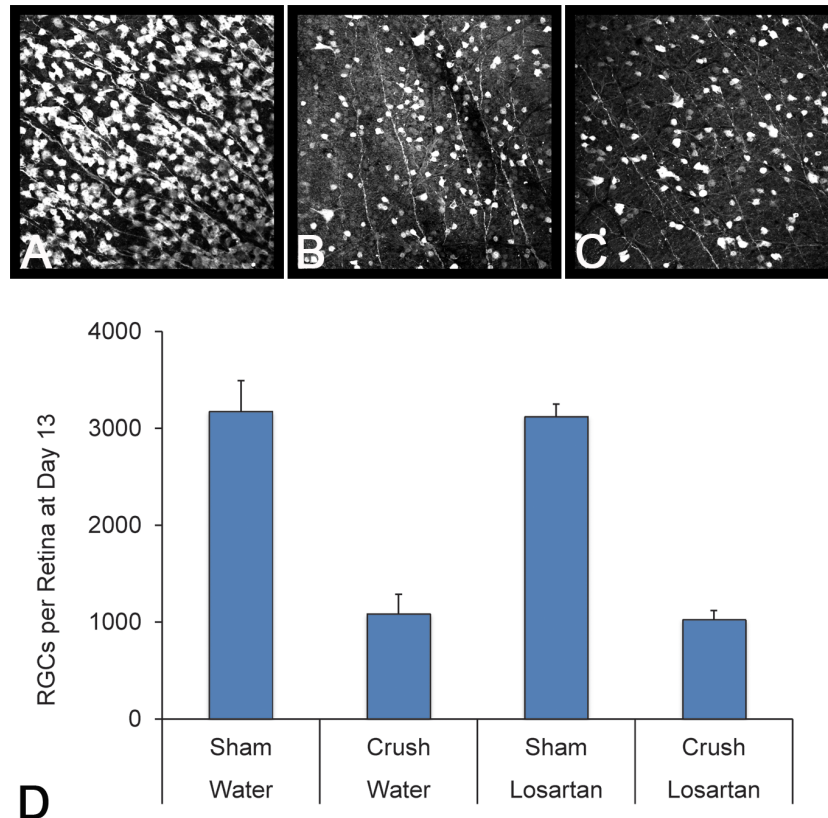 A
B
C
RGCs per Retina at Day 13
4000
3000
2000
1000
0
Sham Crush Sham Crush
Water Water Losartan Losartan
D